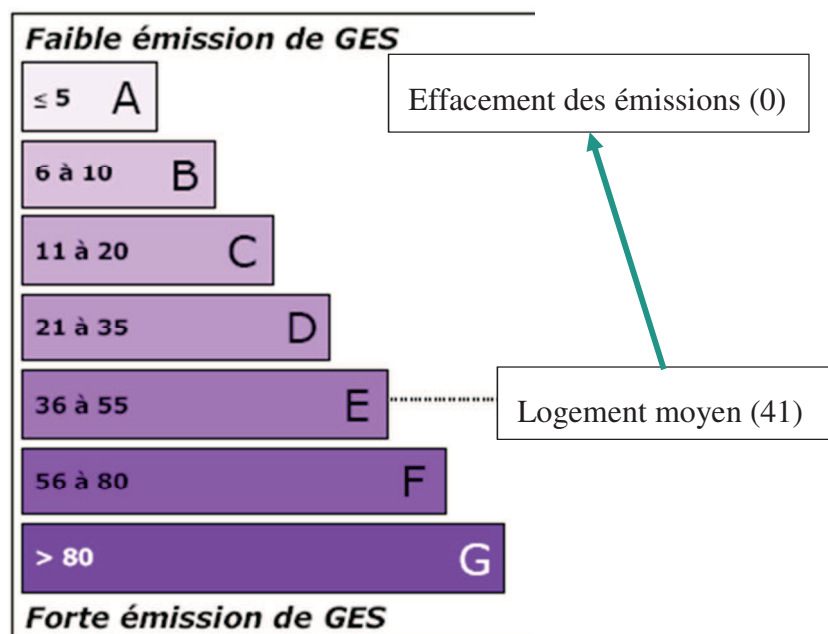 Faible émission de GES
≤ 5 A
Effacement des émissions (0)
6 à 10 B
11 à 20 C
21 à 35 D
36 à 55 E
Logement moyen (41)
56 à 80 F
> 80 G
Forte émission de GES